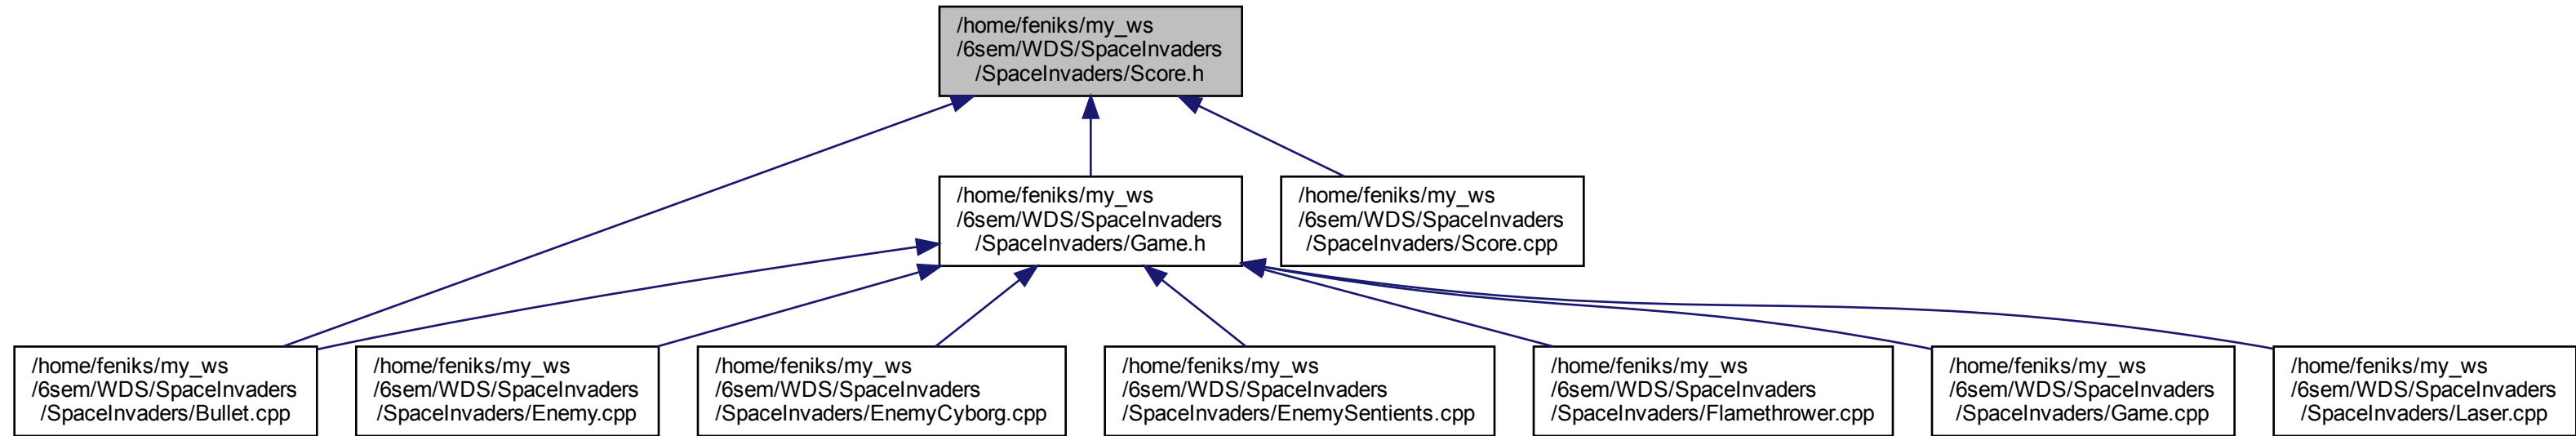 /home/feniks/my_ws
/6sem/WDS/SpaceInvaders
/SpaceInvaders/Score.h
/home/feniks/my_ws
/6sem/WDS/SpaceInvaders
/SpaceInvaders/Game.h
/home/feniks/my_ws
/6sem/WDS/SpaceInvaders
/SpaceInvaders/Score.cpp
/home/feniks/my_ws
/6sem/WDS/SpaceInvaders
/SpaceInvaders/Bullet.cpp
/home/feniks/my_ws
/6sem/WDS/SpaceInvaders
/SpaceInvaders/Enemy.cpp
/home/feniks/my_ws
/6sem/WDS/SpaceInvaders
/SpaceInvaders/EnemyCyborg.cpp
/home/feniks/my_ws
/6sem/WDS/SpaceInvaders
/SpaceInvaders/EnemySentients.cpp
/home/feniks/my_ws
/6sem/WDS/SpaceInvaders
/SpaceInvaders/Flamethrower.cpp
/home/feniks/my_ws
/6sem/WDS/SpaceInvaders
/SpaceInvaders/Game.cpp
/home/feniks/my_ws
/6sem/WDS/SpaceInvaders
/SpaceInvaders/Laser.cpp